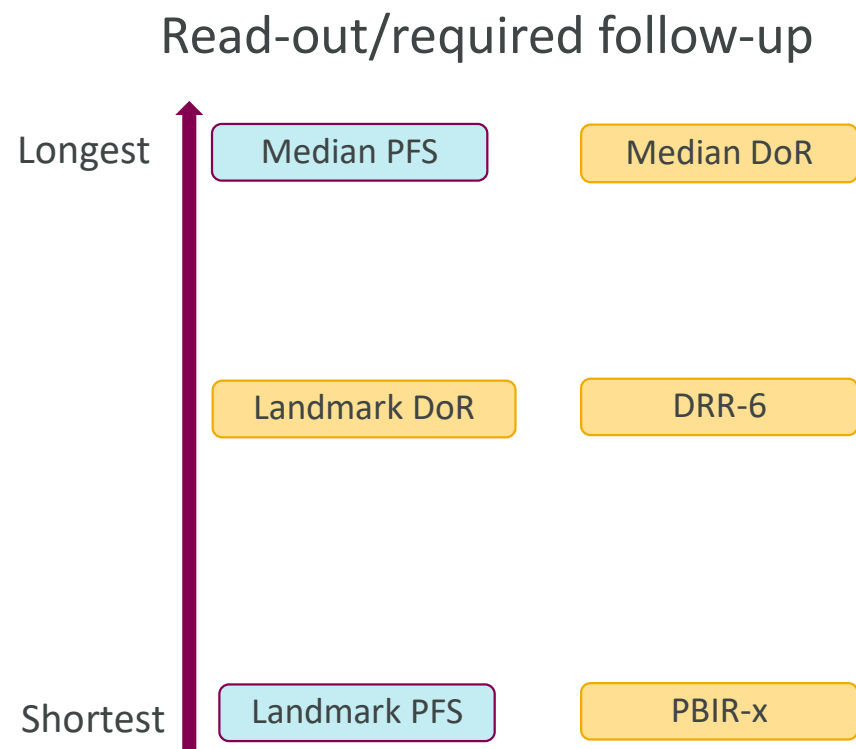 Read-out/required follow-up
Longest
Median PFS
Median DoR
Landmark DoR
DRR-6
Shortest
Landmark PFS
PBIR-x